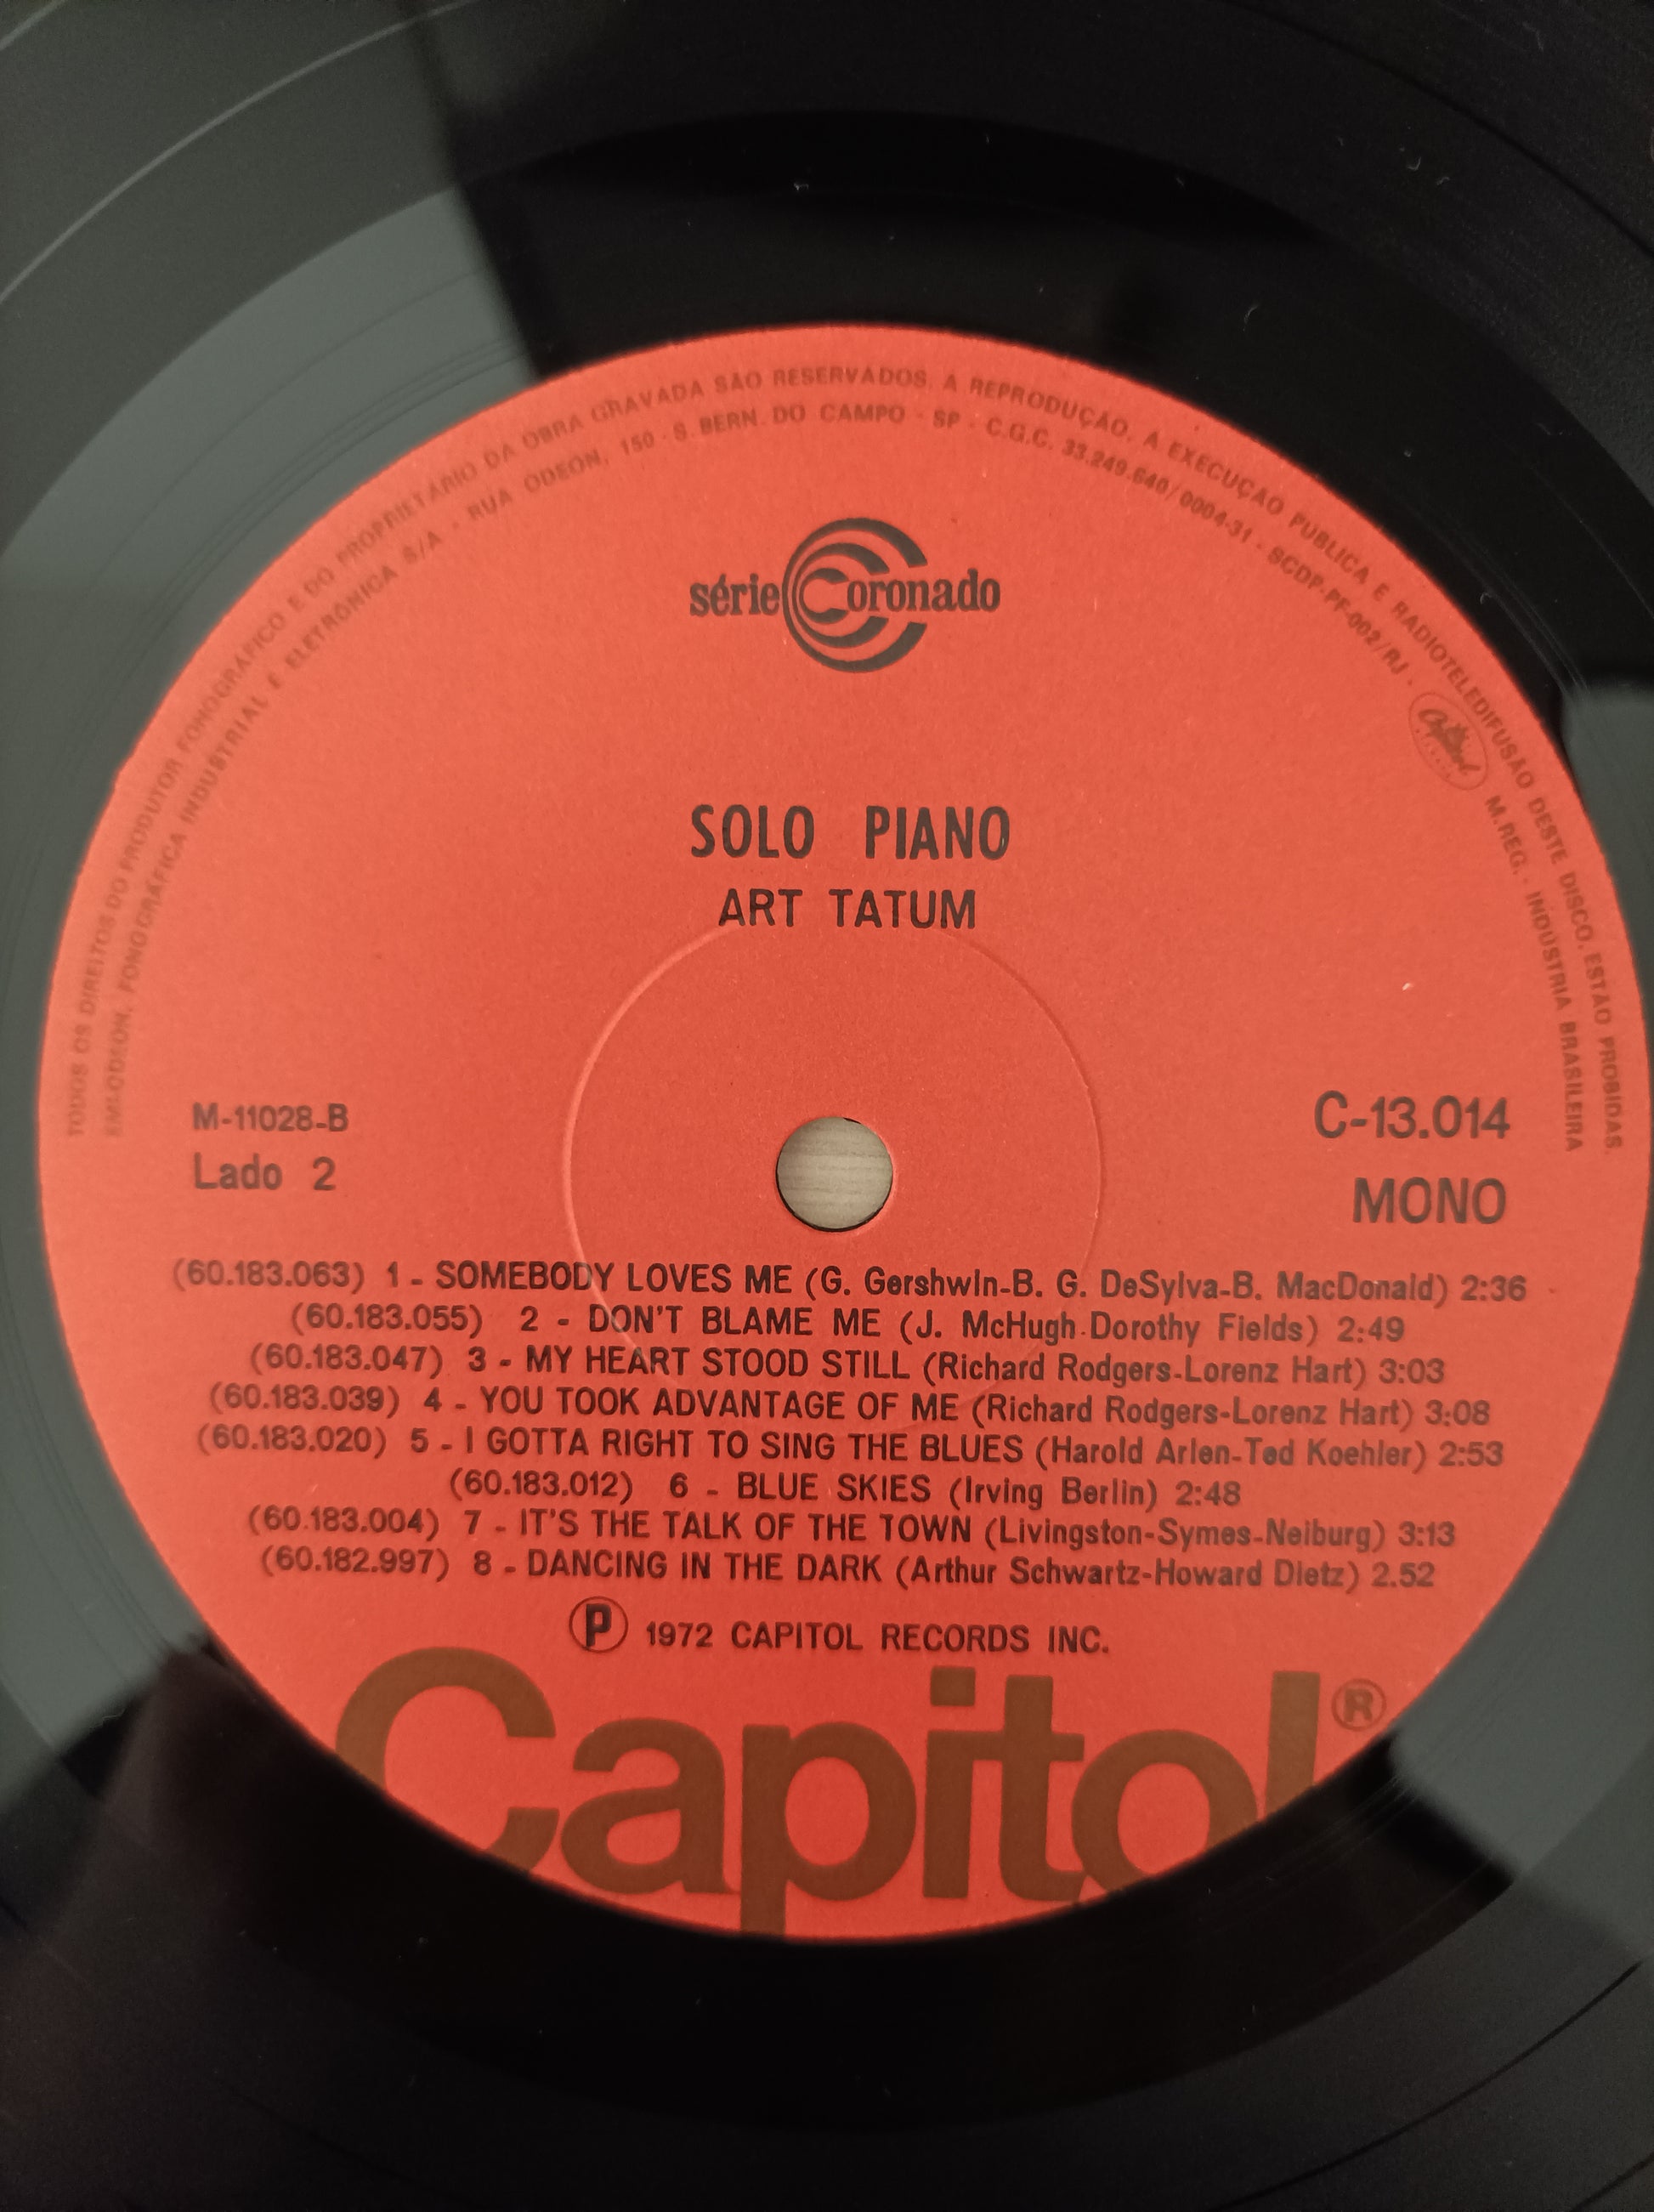 TODOS OS DIREITOS DO PRODUTOR FONOGRÁFICO E DO PROPRIETÁRIO DA OBRA GRAVADA SÃO RESERVADOS. A REPRODUÇÃO, A EXECUÇÃO PÚBLICA E RADIOTELEDIFUSÃO DESTE DISCO, ESTÃO PROIBIDAS.
EMI-ODEON, FONOGRÁFICA INDUSTRIAL E ELETRÔNICA S/A - RUA ODEON, 150 - S. BERN. DO CAMPO - SP - C.G.C. 33.249.640/0004-31 - SCDP-PF-002/RJ - Capitol M. REG. - INDÚSTRIA BRASILEIRA
série Coronado
SOLO PIANO
ART TATUM
M-11028-B
Lado 2
C-13.014
MONO
(60.183.063) 1 - SOMEBODY LOVES ME (G. Gershwin-B. G. DeSylva-B. MacDonald) 2:36
(60.183.055) 2 - DON'T BLAME ME (J. McHugh-Dorothy Fields) 2:49
(60.183.047) 3 - MY HEART STOOD STILL (Richard Rodgers-Lorenz Hart) 3:03
(60.183.039) 4 - YOU TOOK ADVANTAGE OF ME (Richard Rodgers-Lorenz Hart) 3:08
(60.183.020) 5 - I GOTTA RIGHT TO SING THE BLUES (Harold Arlen-Ted Koehler) 2:53
(60.183.012) 6 - BLUE SKIES (Irving Berlin) 2:48
(60.183.004) 7 - IT'S THE TALK OF THE TOWN (Livingston-Symes-Neiburg) 3:13
(60.182.997) 8 - DANCING IN THE DARK (Arthur Schwartz-Howard Dietz) 2.52
Ⓟ 1972 CAPITOL RECORDS INC.
Capitol®